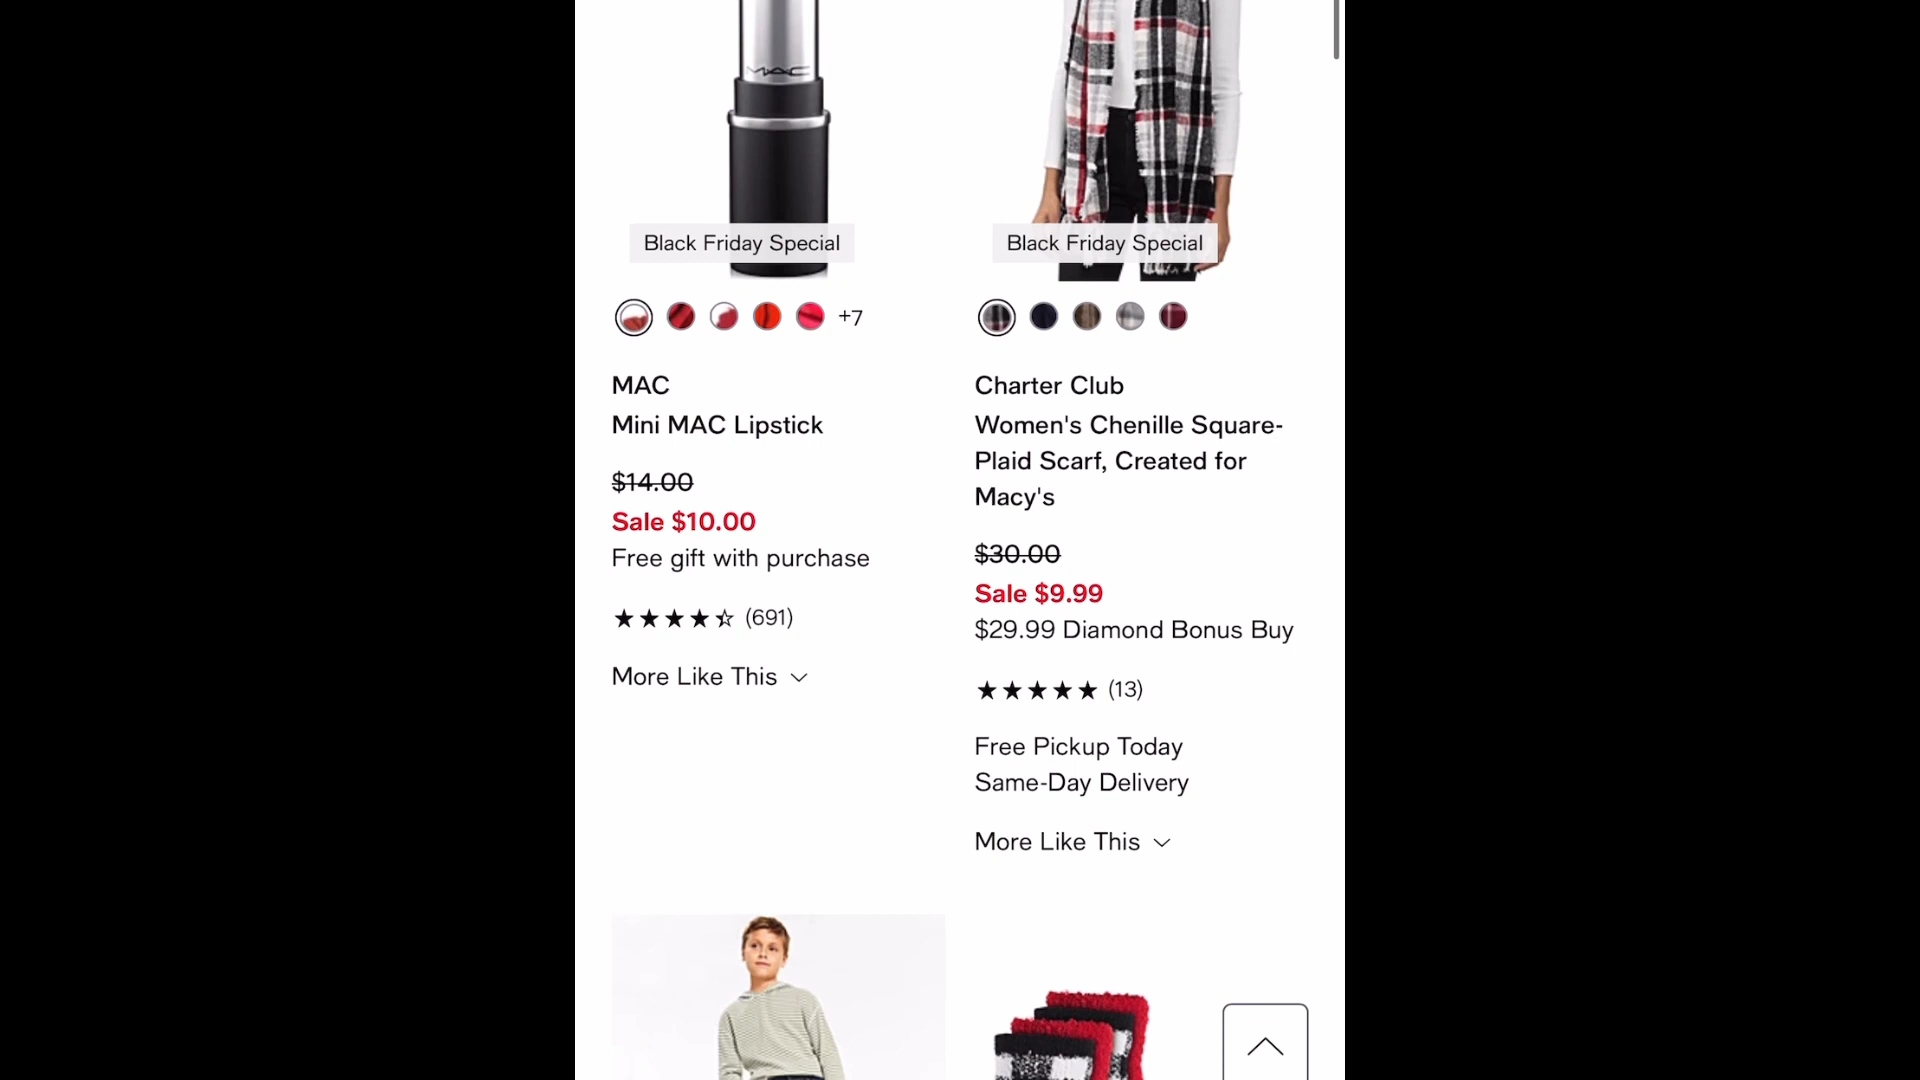 MAC
Black Friday Special
Black Friday Special
+7
MAC
Mini MAC Lipstick
$14.00
Sale $10.00
Free gift with purchase
(691)
More Like This
Charter Club
Women's Chenille Square-
Plaid Scarf, Created for
Macy's
$30.00
Sale $9.99
$29.99 Diamond Bonus Buy
(13)
Free Pickup Today
Same-Day Delivery
More Like This